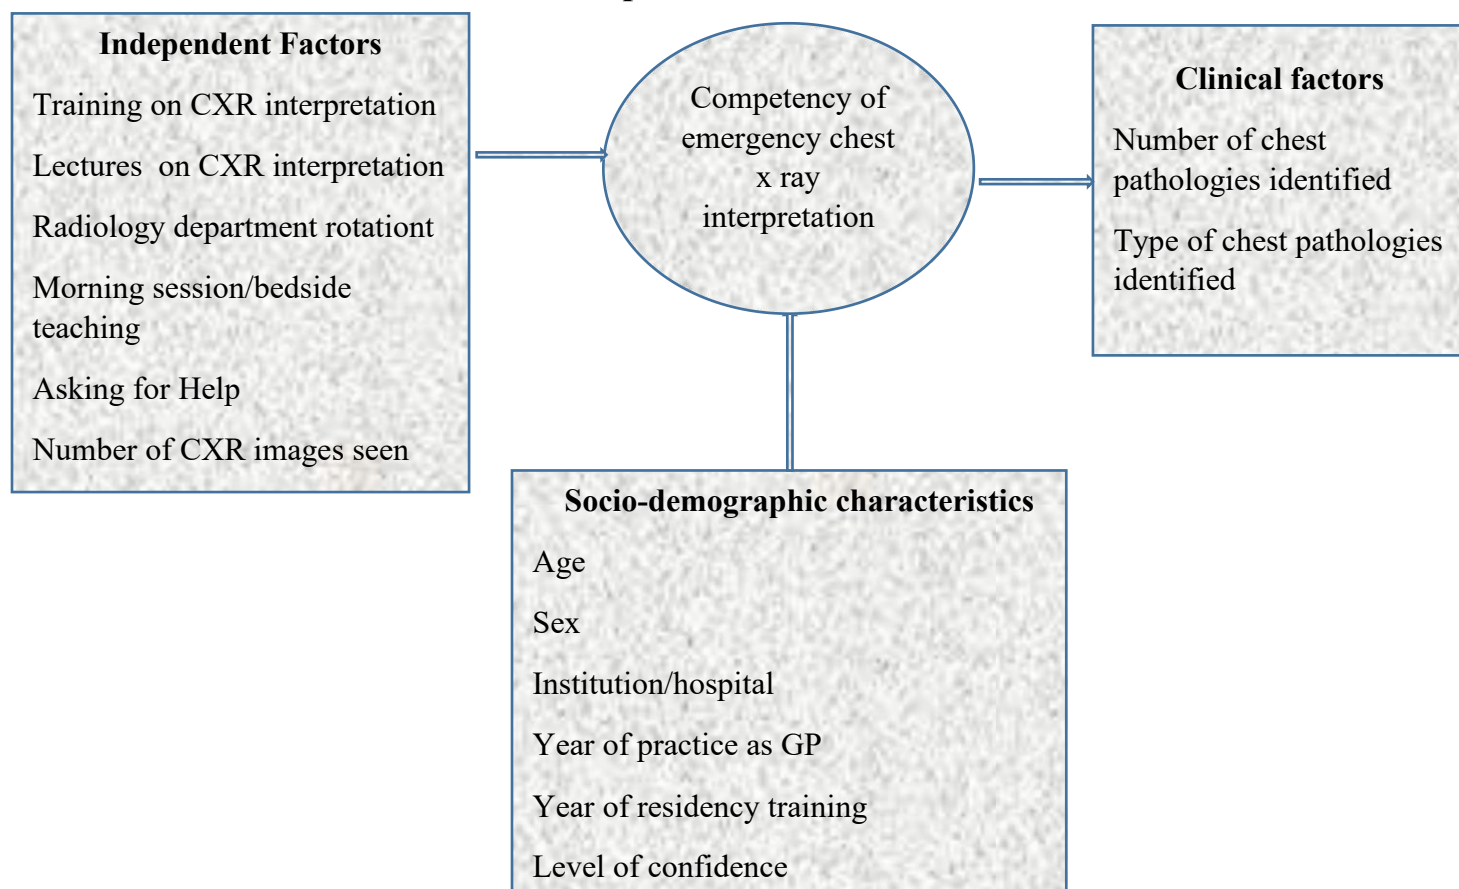 Independent Factors
Training on CXR interpretation
Lectures on CXR interpretation
Radiology department rotationt
Morning session/bedside
teaching
Asking for Help
Number of CXR images seen
Competency of
emergency chest
x ray
interpretation
Clinical factors
Number of chest
pathologies identified
Type of chest pathologies
identified
Socio-demographic characteristics
Age
Sex
Institution/hospital
Year of practice as GP
Year of residency training
Level of confidence